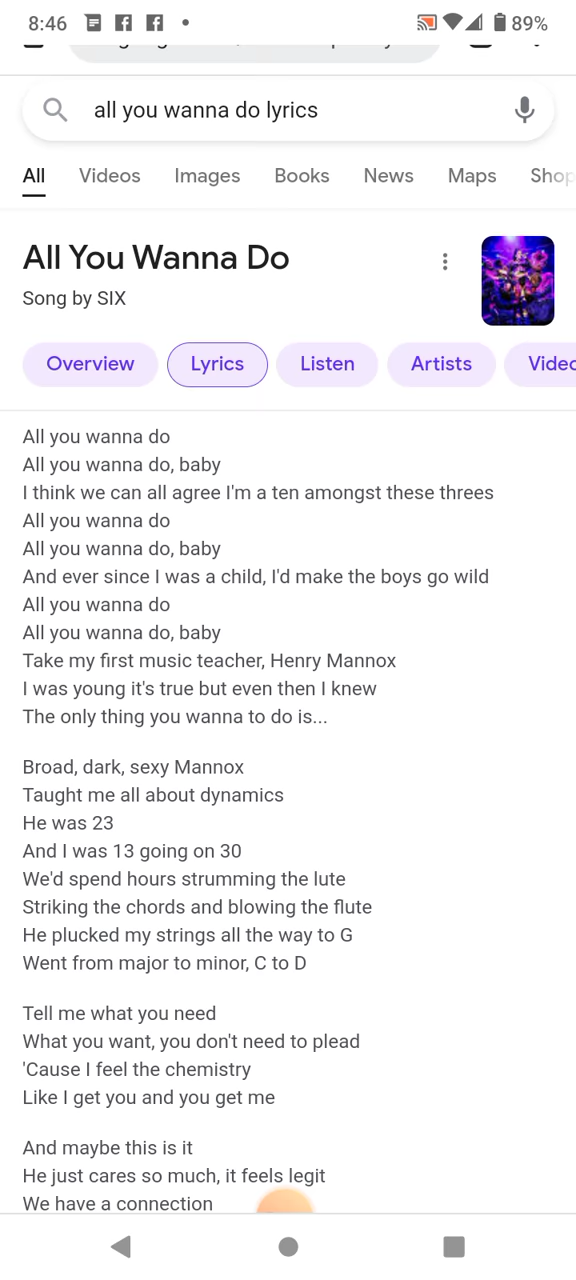 8:46
89%
all you wanna do lyrics
All Videos Images Books News Maps Shop
All You Wanna Do
Song by SIX
Overview Lyrics Listen Artists Video
All you wanna do
All you wanna do, baby
I think we can all agree I'm a ten amongst these threes
All you wanna do
All you wanna do, baby
And ever since I was a child, I'd make the boys go wild
All you wanna do
All you wanna do, baby
Take my first music teacher, Henry Mannox
I was young it's true but even then I knew
The only thing you wanna to do is...
Broad, dark, sexy Mannox
Taught me all about dynamics
He was 23
And I was 13 going on 30
We'd spend hours strumming the lute
Striking the chords and blowing the flute
He plucked my strings all the way to G
Went from major to minor, C to D
Tell me what you need
What you want, you don't need to plead
'Cause I feel the chemistry
Like I get you and you get me
And maybe this is it
He just cares so much, it feels legit
We have a connection